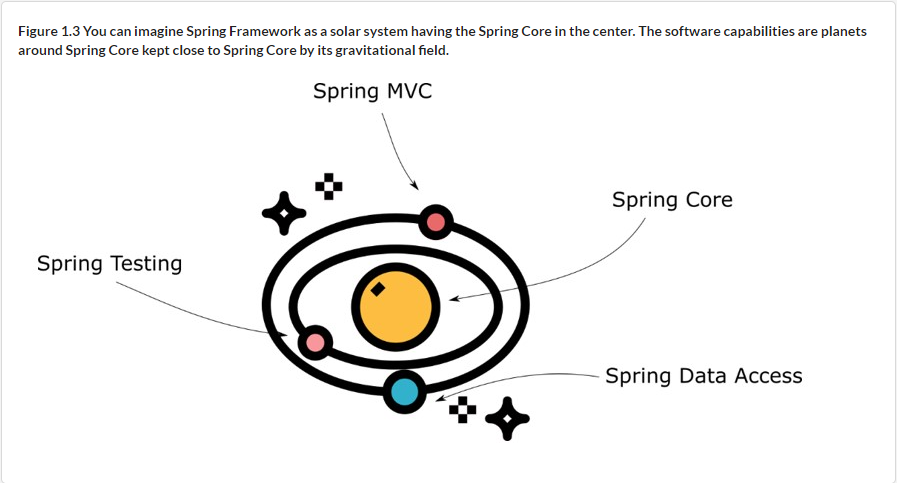 Figure 1.3 You can imagine Spring Framework as a solar system having the Spring Core in the center. The software capabilities are planets
around Spring Core kept close to Spring Core by its gravitational field.
Spring MVC
Spring Core
Spring Testing
Spring Data Access